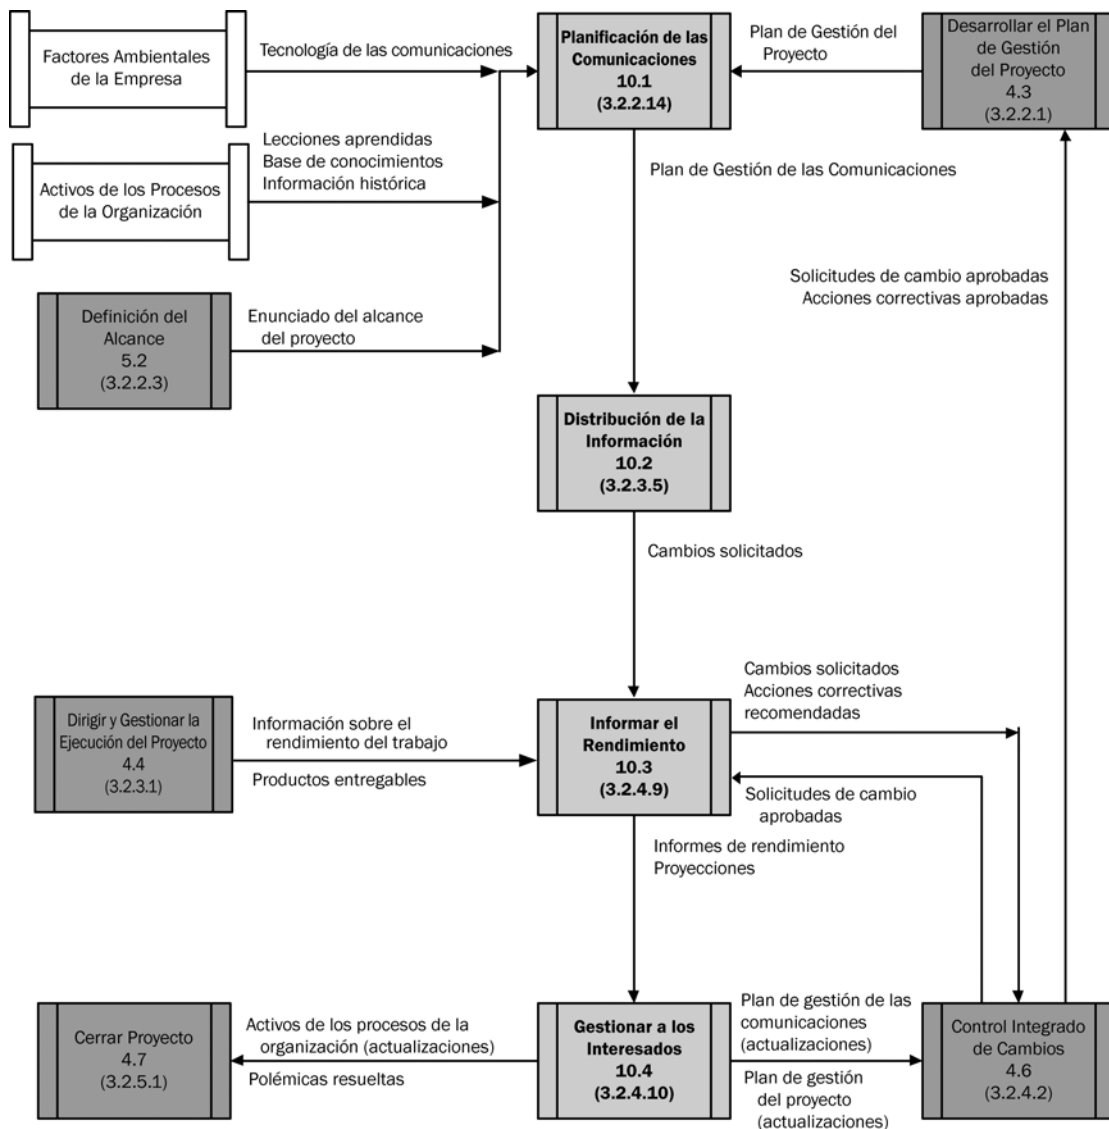 Factores Ambientales
de la Empresa
Tecnología de las comunicaciones
Planificación de las
Comunicaciones
10.1
(3.2.2.14)
Plan de Gestión del
Proyecto
Desarrollar el Plan
de Gestión
del Proyecto
4.3
(3.2.2.1)
Activos de los Procesos
de la Organización
Lecciones aprendidas
Base de conocimientos
Información histórica
Plan de Gestión de las Comunicaciones
Solicitudes de cambio aprobadas
Acciones correctivas aprobadas
Definición del
Alcance
5.2
(3.2.2.3)
Enunciado del alcance
del proyecto
Distribución de la
Información
10.2
(3.2.3.5)
Cambios solicitados
Dirigir y Gestionar la
Ejecución del Proyecto
4.4
(3.2.3.1)
Información sobre el
rendimiento del trabajo
Productos entregables
Informar el
Rendimiento
10.3
(3.2.4.9)
Cambios solicitados
Acciones correctivas
recomendadas
Solicitudes de cambio
aprobadas
Informes de rendimiento
Proyecciones
Cerrar Proyecto
4.7
(3.2.5.1)
Activos de los procesos de la
organización (actualizaciones)
Polémicas resueltas
Gestionar a los
Interesados
10.4
(3.2.4.10)
Plan de gestión de las
comunicaciones
(actualizaciones)
Plan de gestión
del proyecto
(actualizaciones)
Control Integrado
de Cambios
4.6
(3.2.4.2)